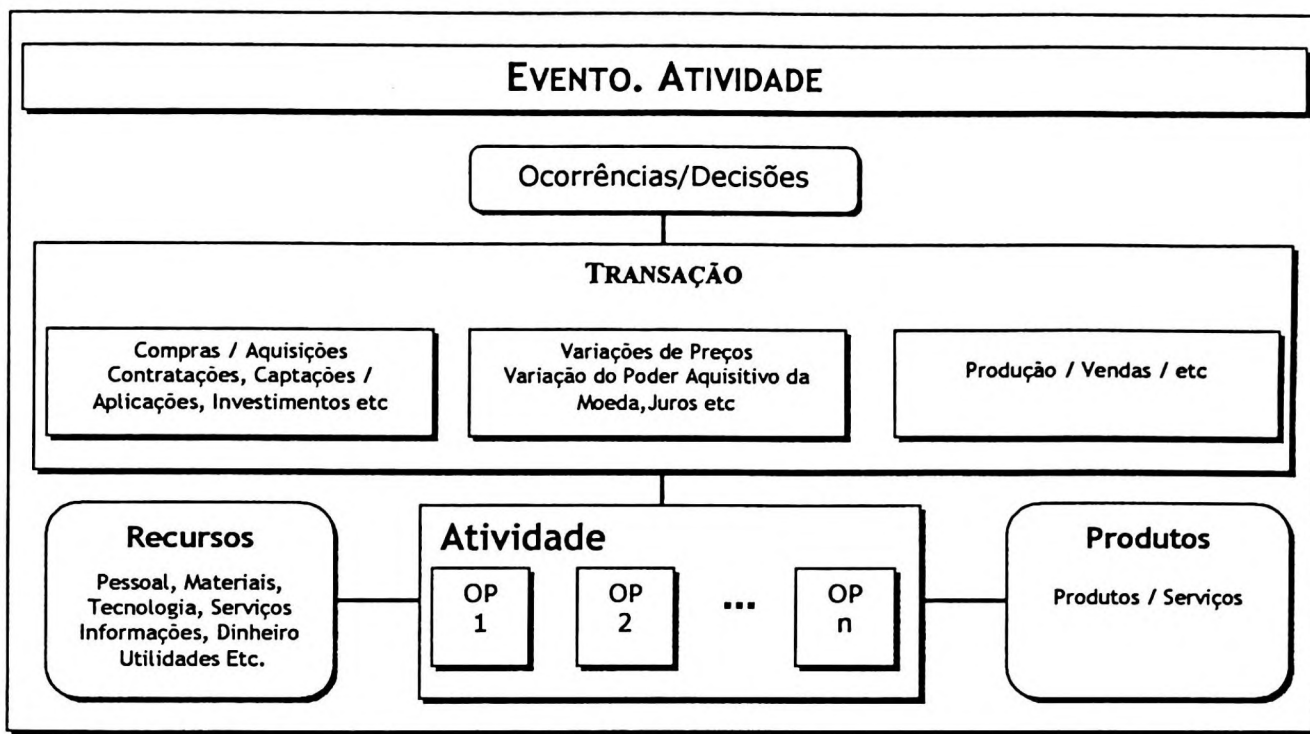 EVENTO. ATIVIDADE
Ocorrências/Decisões
TRANSAÇÃO
Compras / Aquisições
Contratações, Captações /
Aplicações, Investimentos etc
Variações de Preços
Variação do Poder Aquisitivo da
Moeda,Juros etc
Produção / Vendas / etc
Recursos
Pessoal, Materiais,
Tecnologia, Serviços
Informações, Dinheiro
Utilidades Etc.
Atividade
OP
1
OP
2
...
OP
n
Produtos
Produtos / Serviços